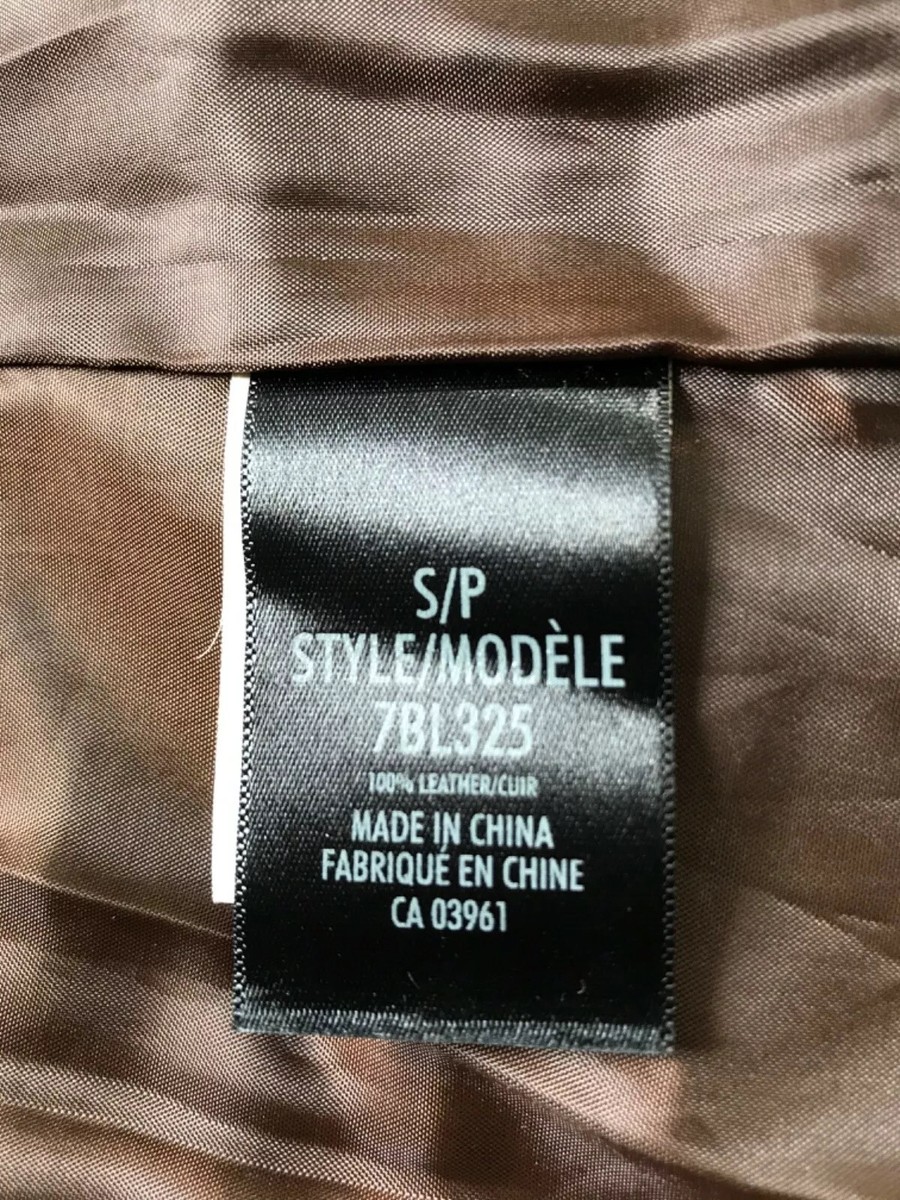 S/P
STYLE/MODÈLE
7BL325
100% LEATHER/CUIR
MADE IN CHINA
FABRIQUÉ EN CHINE
CA 03961